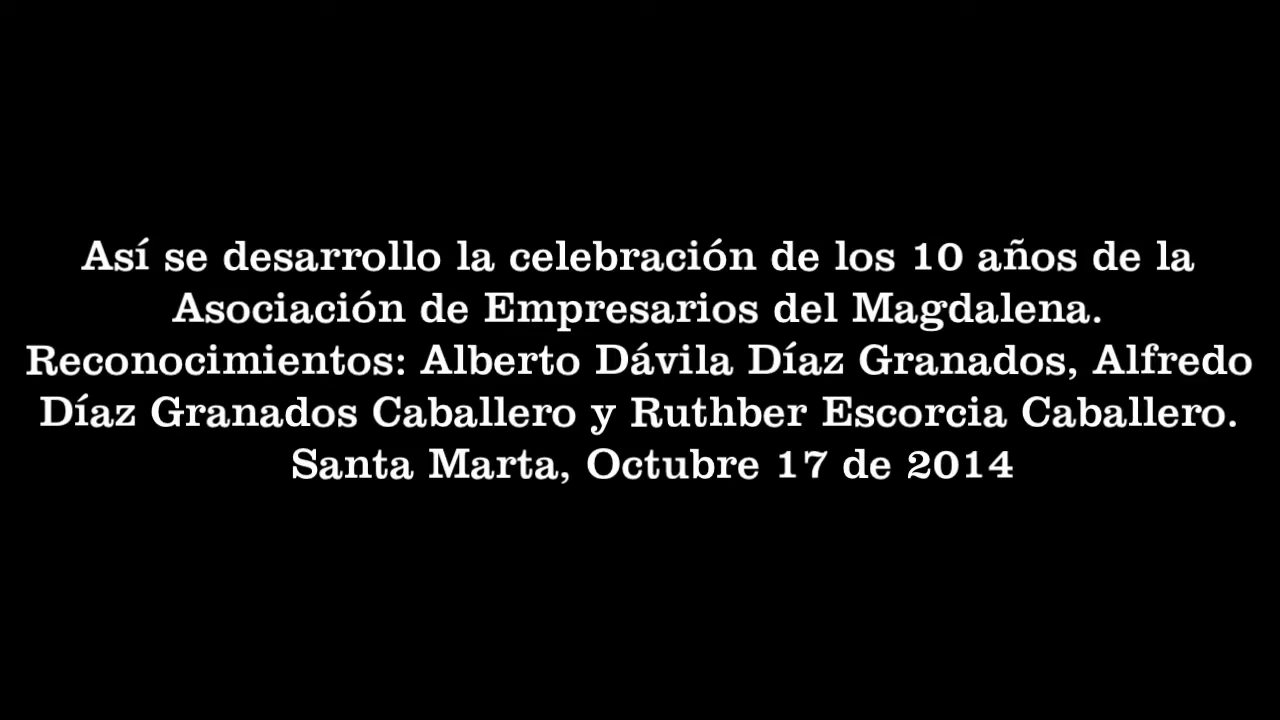 Así se desarrollo la celebración de los 10 años de la
Asociación de Empresarios del Magdalena.
Reconocimientos: Alberto Dávila Díaz Granados, Alfredo
Díaz Granados Caballero y Ruthber Escorcia Caballero.
Santa Marta, Octubre 17 de 2014